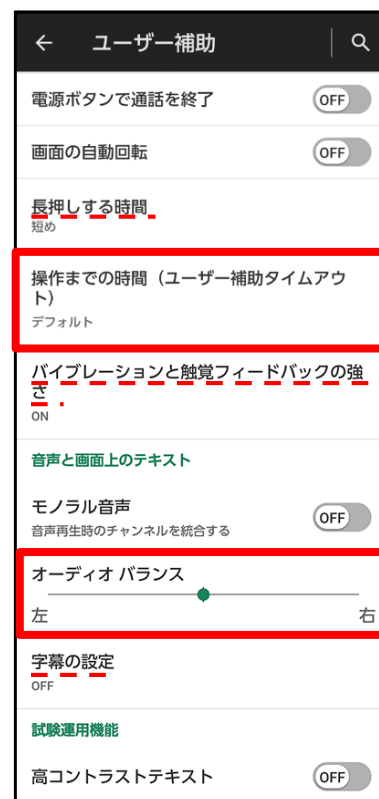 ユーザー補助
電源ボタンで通話を終了
OFF
画面の自動回転
OFF
長押しする時間
短め
操作までの時間（ユーザー補助タイムアウ
ト）
デフォルト
バイブレーションと触覚フィードバックの強
さ
ON
音声と画面上のテキスト
モノラル音声
音声再生時のチャンネルを統合する
OFF
オーディオ バランス
左 右
字幕の設定
OFF
試験運用機能
高コントラストテキスト
OFF